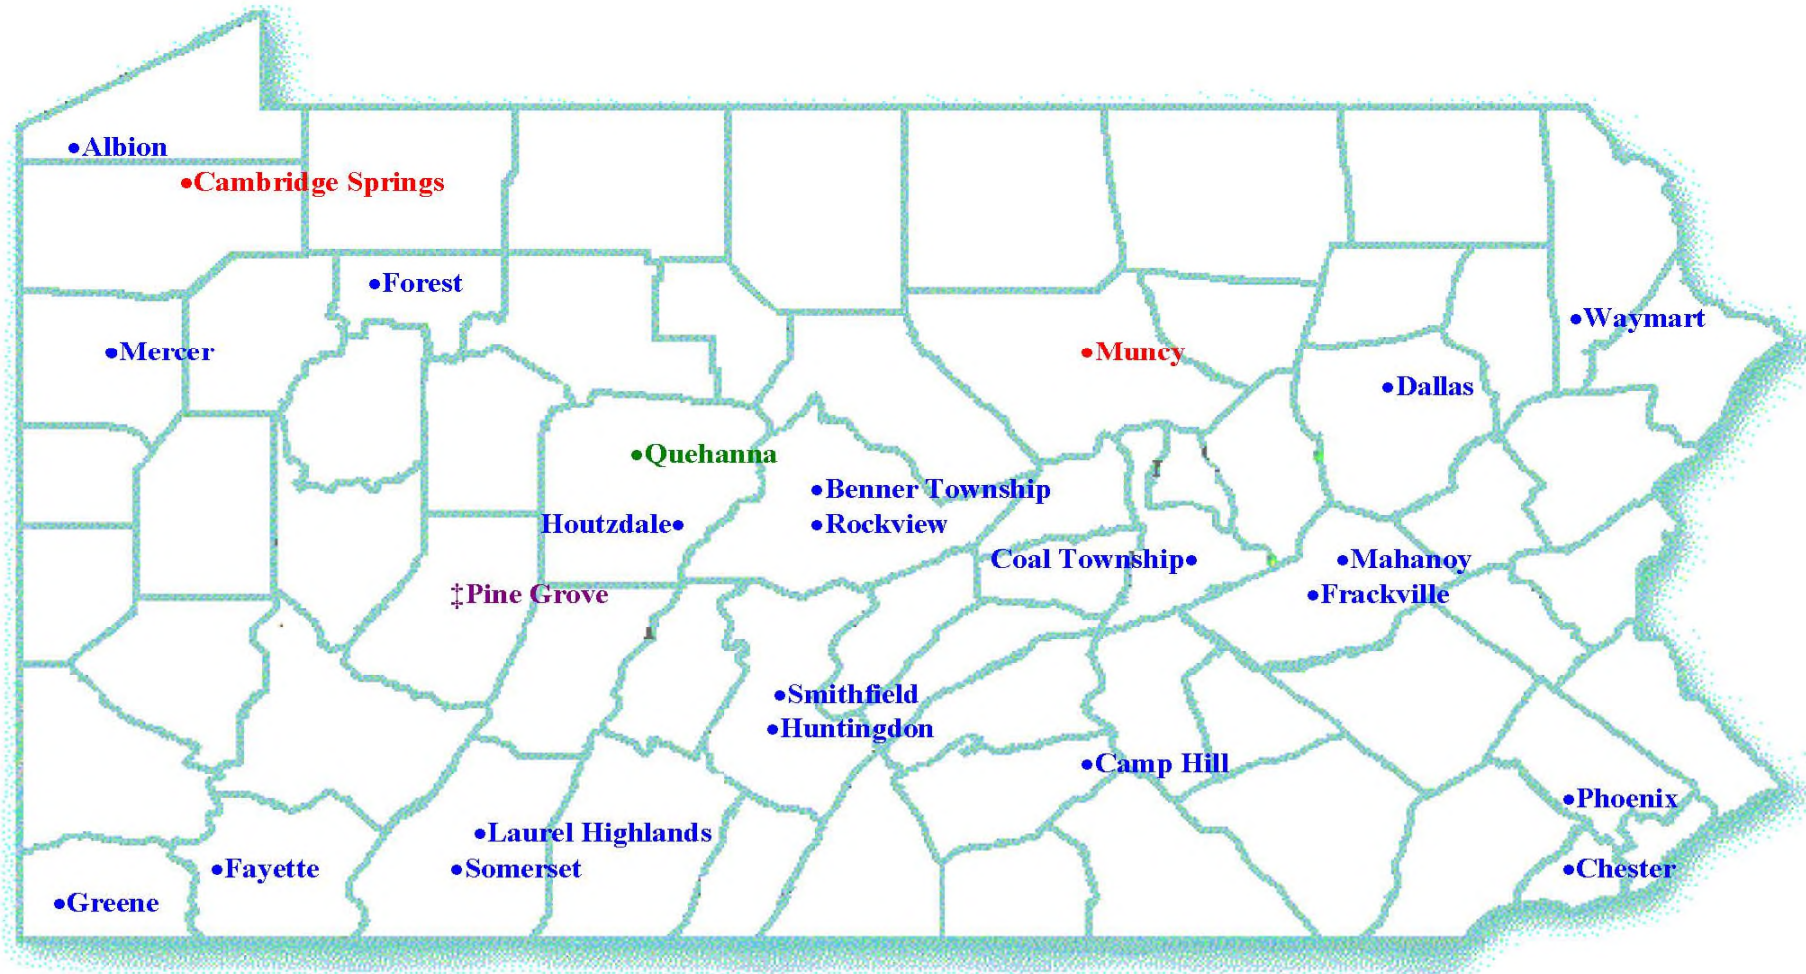 •Albion
•Cambridge Springs
•Forest
•Waymart
•Mercer
•Muncy
•Dallas
•Quehanna
•Benner Township
Houtzdale•
•Rockview
Coal Township•
•Mahanoy
‡Pine Grove
•Frackville
•Smithfield
•Huntingdon
•Camp Hill
•Phoenix
•Laurel Highlands
•Fayette
•Somerset
•Chester
•Greene